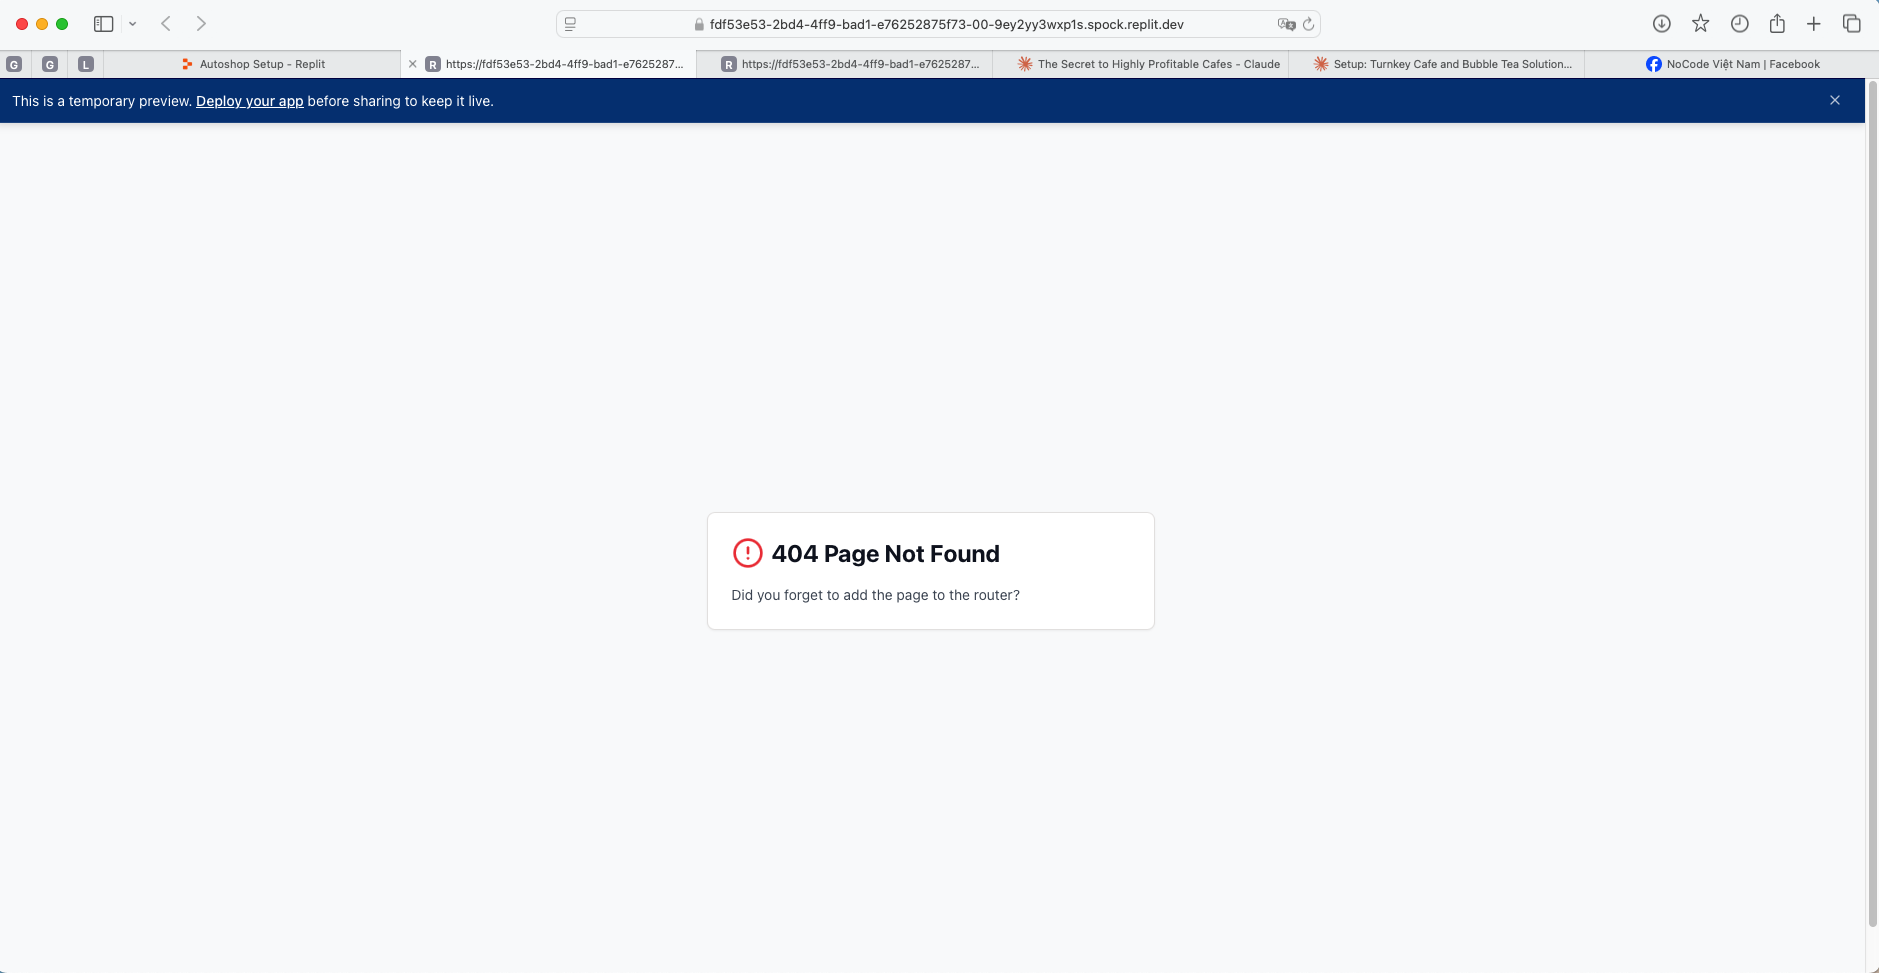 fdf53e53-2bd4-4ff9-bad1-e76252875f73-00-9ey2yy3wxp1s.spock.replit.dev
G
G
L
Autoshop Setup - Replit
R https://fdf53e53-2bd4-4ff9-bad1-e7625287...
R https://fdf53e53-2bd4-4ff9-bad1-e7625287...
The Secret to Highly Profitable Cafes - Claude
Setup: Turnkey Cafe and Bubble Tea Solution...
NoCode Việt Nam | Facebook
This is a temporary preview. Deploy your app before sharing to keep it live.
404 Page Not Found
Did you forget to add the page to the router?